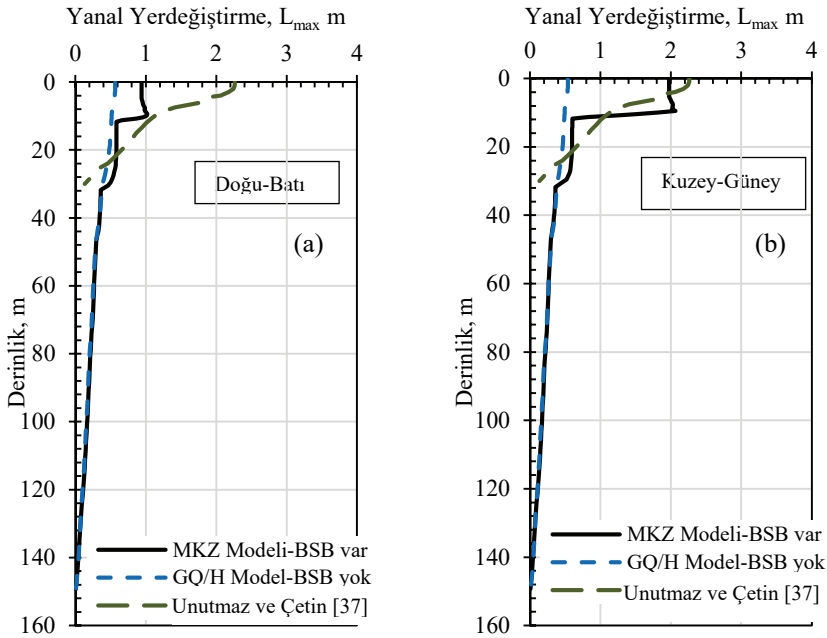 Yanal Yerdeğiştirme, Lmax m
0 1 2 3 4
0
20
40
60
80
100
120
140
160
Derinlik, m
Doğu-Batı
(a)
MKZ Modeli-BSB var
GQ/H Model-BSB yok
Unutmaz ve Çetin [37]
Yanal Yerdeğiştirme, Lmax m
0 1 2 3 4
0
20
40
60
80
100
120
140
160
Derinlik, m
Kuzey-Güney
(b)
MKZ Modeli-BSB var
GQ/H Model-BSB yok
Unutmaz ve Çetin [37]